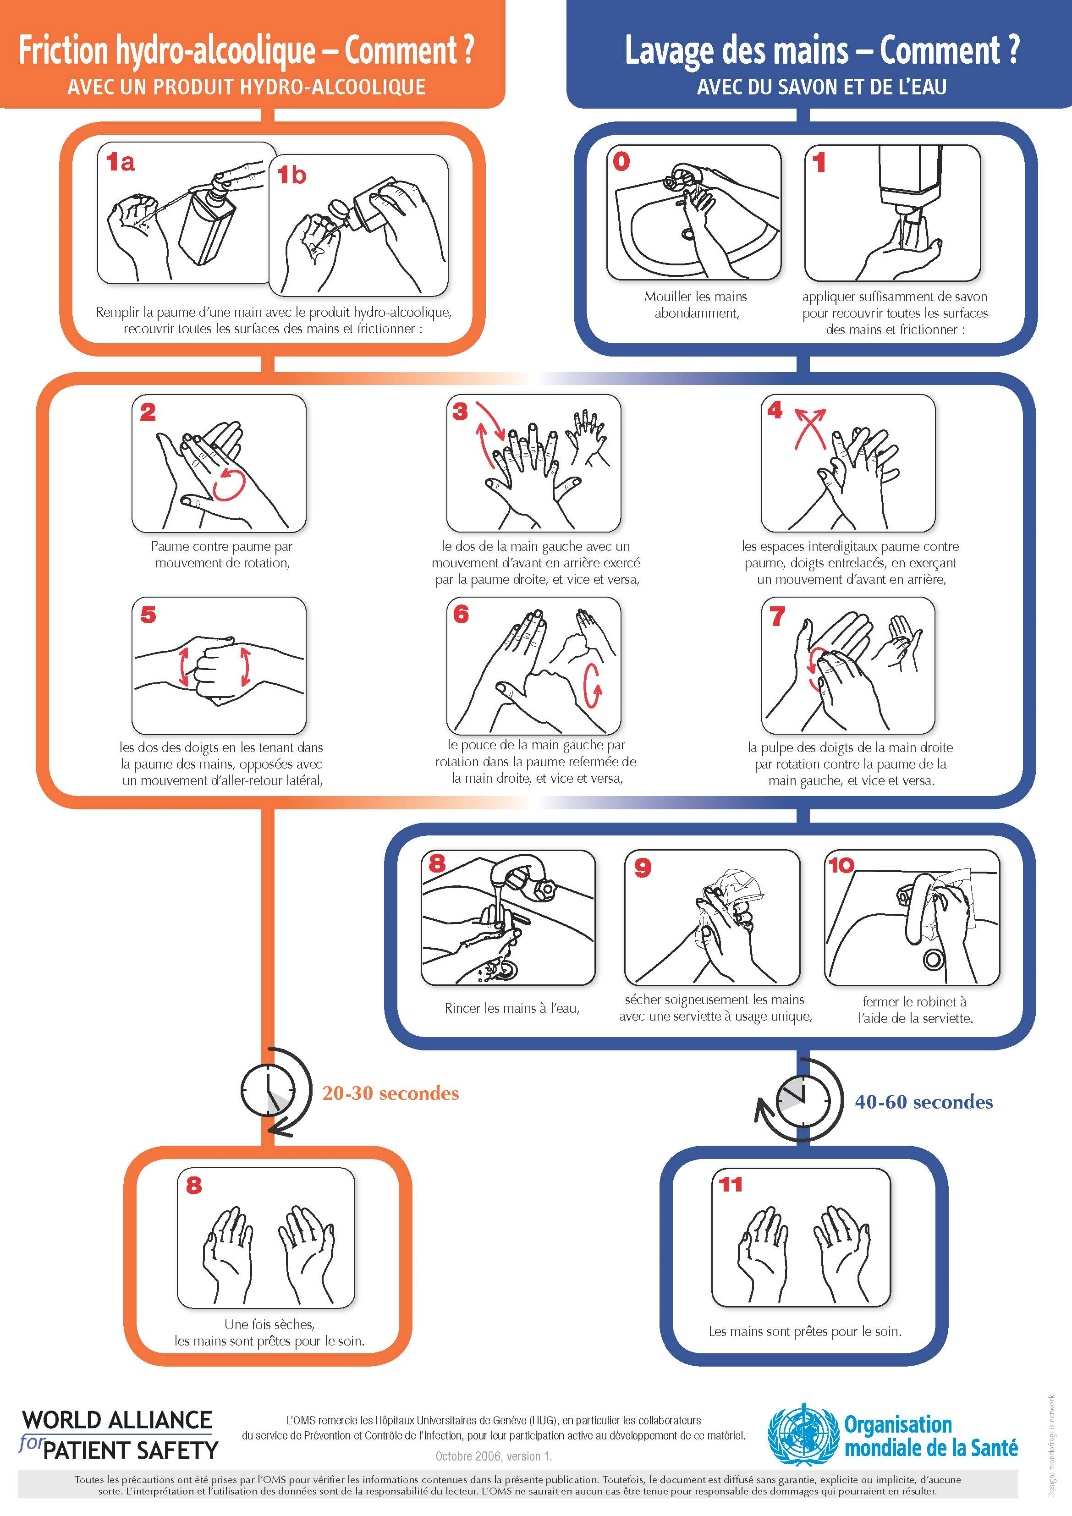 Friction hydro-alcoolique – Comment ?
AVEC UN PRODUIT HYDRO-ALCOOLIQUE
Lavage des mains – Comment ?
AVEC DU SAVON ET DE L'EAU
1a
1b
Remplir la paume d'une main avec le produit hydro-alcoolique,
recouvrir toutes les surfaces des mains et frictionner :
0
Mouiller les mains
abondamment,
1
appliquer suffisamment de savon
pour recouvrir toutes les surfaces
des mains et frictionner :
2
Paume contre paume par
mouvement de rotation,
3
le dos de la main gauche avec un
mouvement d'avant en arrière exercé
par la paume droite, et vice et versa,
4
les espaces interdigitaux paume contre
paume, doigts entrelacés, en exerçant
un mouvement d'avant en arrière,
5
les dos des doigts en les tenant dans
la paume des mains, opposées avec
un mouvement d'aller-retour latéral,
6
le pouce de la main gauche par
rotation dans la paume refermée de
la main droite, et vice et versa,
7
la pulpe des doigts de la main droite
par rotation contre la paume de la
main gauche, et vice et versa.
8
Rincer les mains à l'eau,
9
sécher soigneusement les mains
avec une serviette à usage unique,
10
fermer le robinet à
l'aide de la serviette.
20-30 secondes
40-60 secondes
8
Une fois sèches,
les mains sont prêtes pour le soin.
11
Les mains sont prêtes pour le soin.
WORLD ALLIANCE
for PATIENT SAFETY
L'OMS remercie les Hôpitaux Universitaires de Genève (HUG), en particulier les collaborateurs
du service de Prévention et Contrôle de l'Infection, pour leur participation active au développement de ce matériel.
Octobre 2006, version 1.
Organisation
mondiale de la Santé
Toutes les précautions ont été prises par l'OMS pour vérifier les informations contenues dans la présente publication. Toutefois, le document est diffusé sans garantie, explicite ou implicite, d'aucune
sorte. L'interprétation et l'utilisation des données sont de la responsabilité du lecteur. L'OMS ne saurait en aucun cas être tenue pour responsable des dommages qui pourraient en résulter.